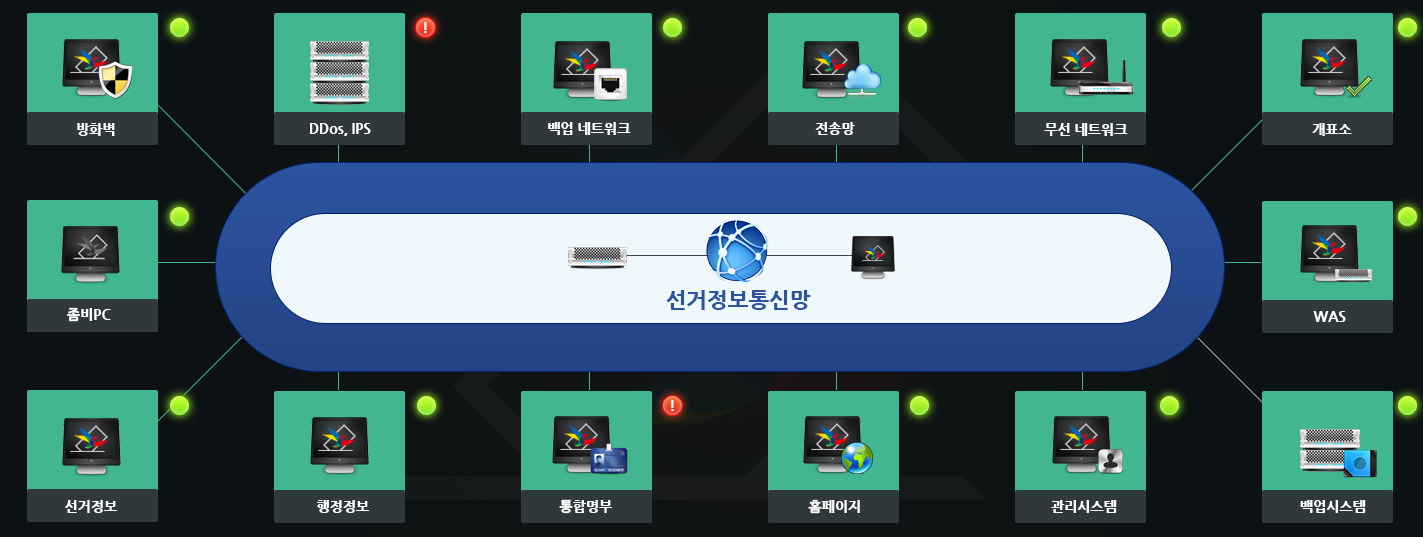 방화벽
DDos, IPS
백업 네트워크
전송망
무선 네트워크
개표소
좀비PC
선거정보통신망
WAS
선거정보
행정정보
통합명부
홈페이지
관리시스템
백업시스템